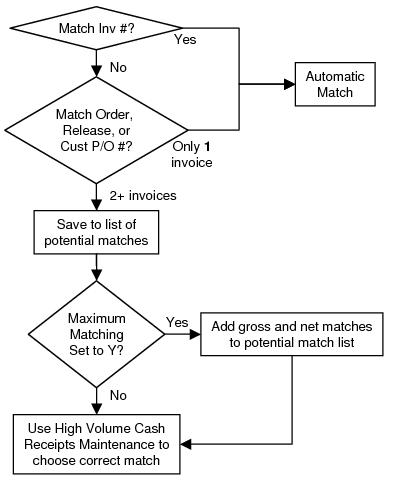 Match Inv #?
Yes
No
Automatic
Match
Match Order,
Release, or
Cust P/O #?
Only 1
invoice
2+ invoices
Save to list of
potential matches
Maximum
Matching
Set to Y?
Yes
Add gross and net matches
to potential match list
No
Use High Volume Cash
Receipts Maintenance to
choose correct match